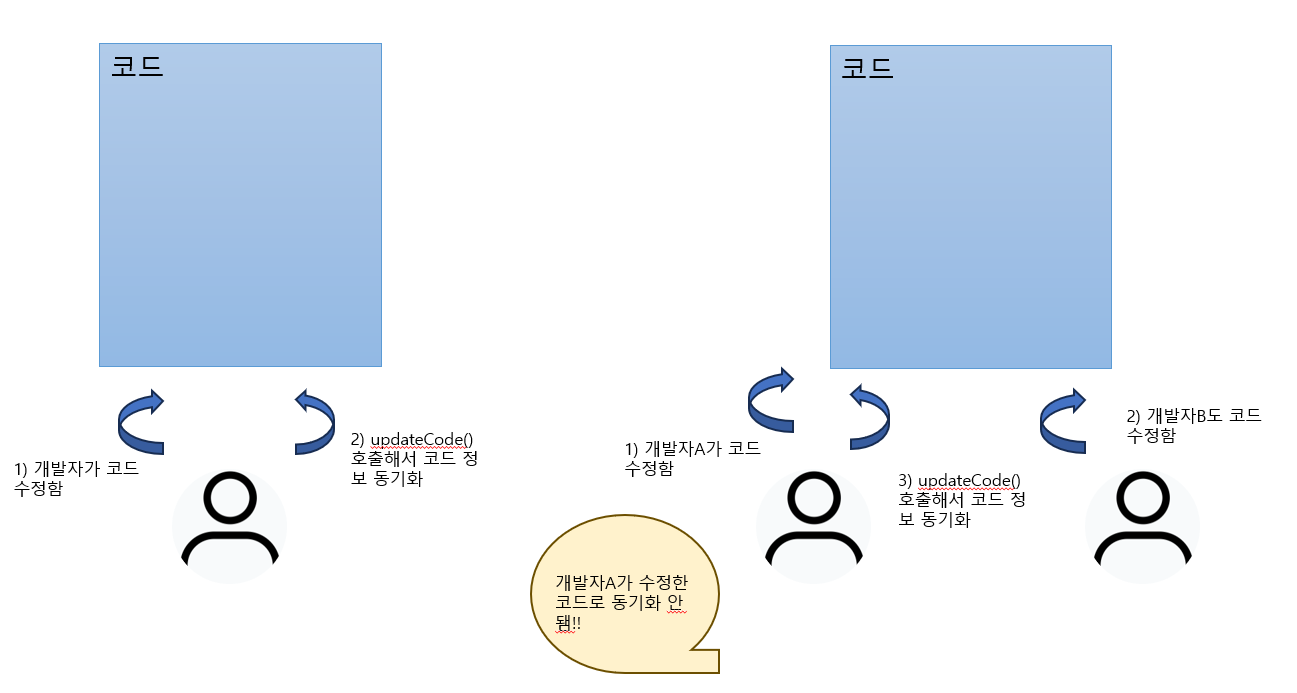 코드
1) 개발자가 코드
수정함
2) updateCode()
호출해서 코드 정
보 동기화
코드
1) 개발자A가 코드
수정함
3) updateCode()
호출해서 코드 정
보 동기화
2) 개발자B도 코드
수정함
개발자A가 수정한
코드로 동기화 안
됌!!